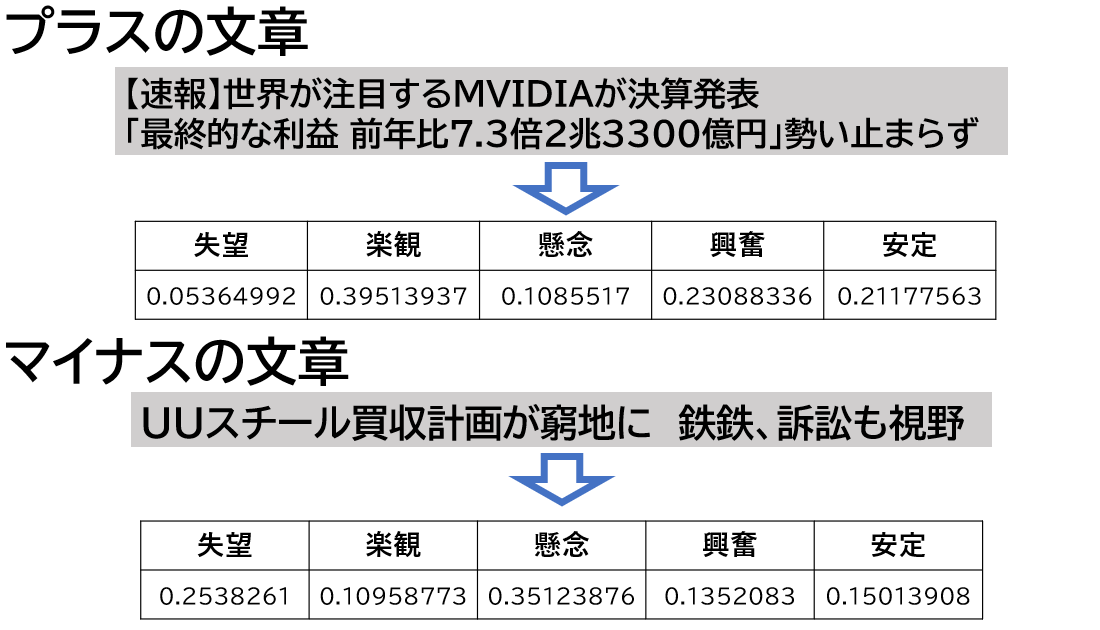 プラスの文章
【速報】世界が注目するMVIDIAが決算発表
「最終的な利益 前年比7.3倍2兆3300億円」勢い止まらず
失望 楽観 懸念 興奮 安定
0.05364992 0.39513937 0.1085517 0.23088336 0.21177563
マイナスの文章
UUスチール買収計画が窮地に 鉄鉄、訴訟も視野
失望 楽観 懸念 興奮 安定
0.2538261 0.10958773 0.35123876 0.1352083 0.15013908